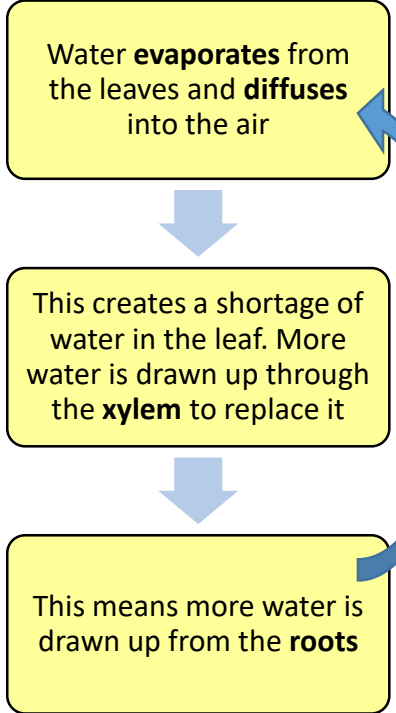 Water evaporates from
the leaves and diffuses
into the air
This creates a shortage of
water in the leaf. More
water is drawn up through
the xylem to replace it
This means more water is
drawn up from the roots